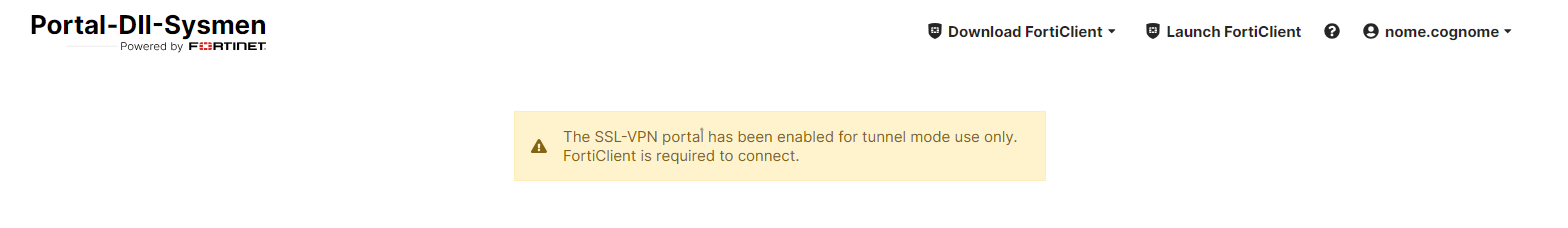 Portal-Dll-Sysmen
Powered by FORTINET
Download FortiClient
Launch FortiClient
?
nome.cognome
The SSL-VPN portal has been enabled for tunnel mode use only.
FortiClient is required to connect.